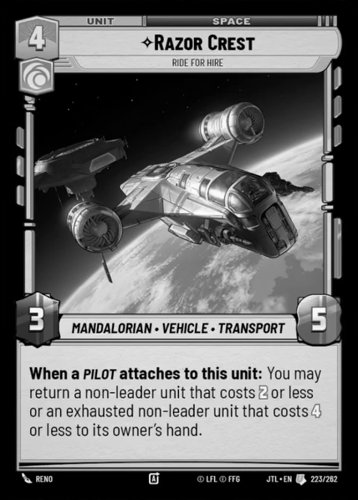 UNIT SPACE
4
RAZOR CREST
RIDE FOR HIRE
3
5
MANDALORIAN • VEHICLE • TRANSPORT
When a PILOT attaches to this unit: You may
return a non-leader unit that costs 2 or less
or an exhausted non-leader unit that costs 4
or less to its owner's hand.
RENO A © LFL © FFG JTL • EN 223/262